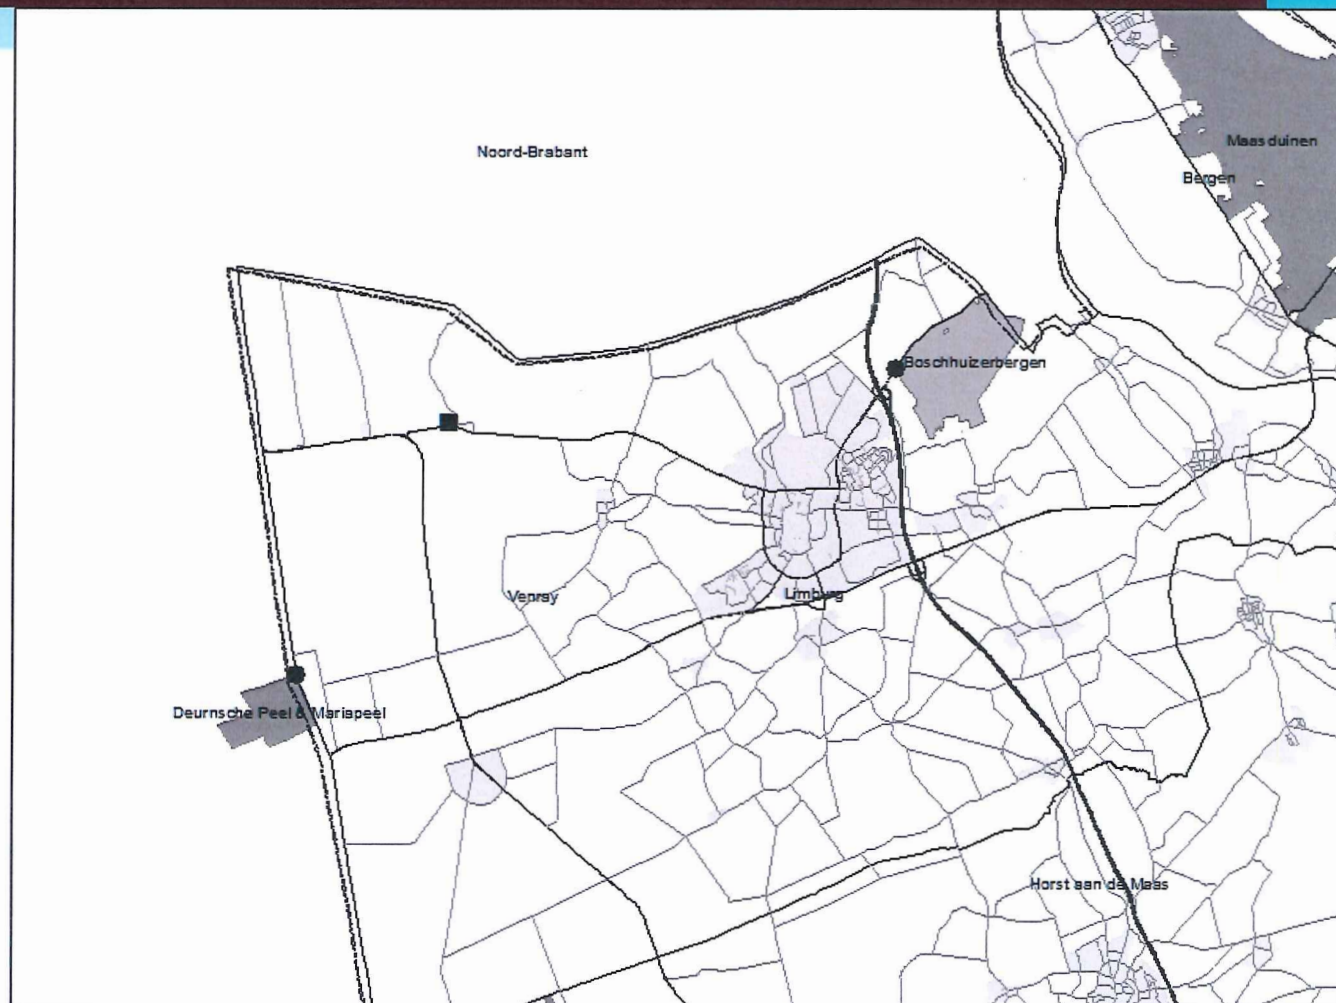 Noord-Brabant
Maasduinen
Bergen
Boschhuizerbergen
Venray
Limburg
Deurnsche Peel & Mariapeel
Horst aan de Maas